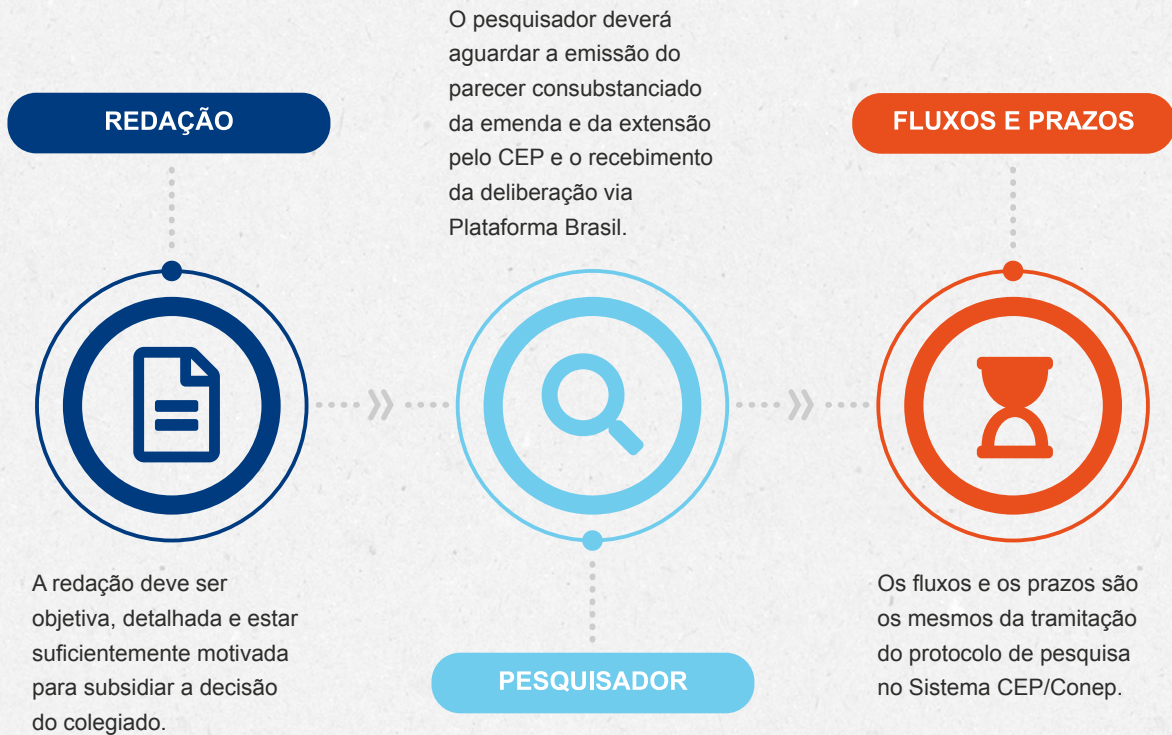 REDAÇÃO
A redação deve ser
objetiva, detalhada e estar
suficientemente motivada
para subsidiar a decisão
do colegiado.
O pesquisador deverá
aguardar a emissão do
parecer consubstanciado
da emenda e da extensão
pelo CEP e o recebimento
da deliberação via
Plataforma Brasil.
PESQUISADOR
FLUXOS E PRAZOS
Os fluxos e os prazos são
os mesmos da tramitação
do protocolo de pesquisa
no Sistema CEP/Conep.